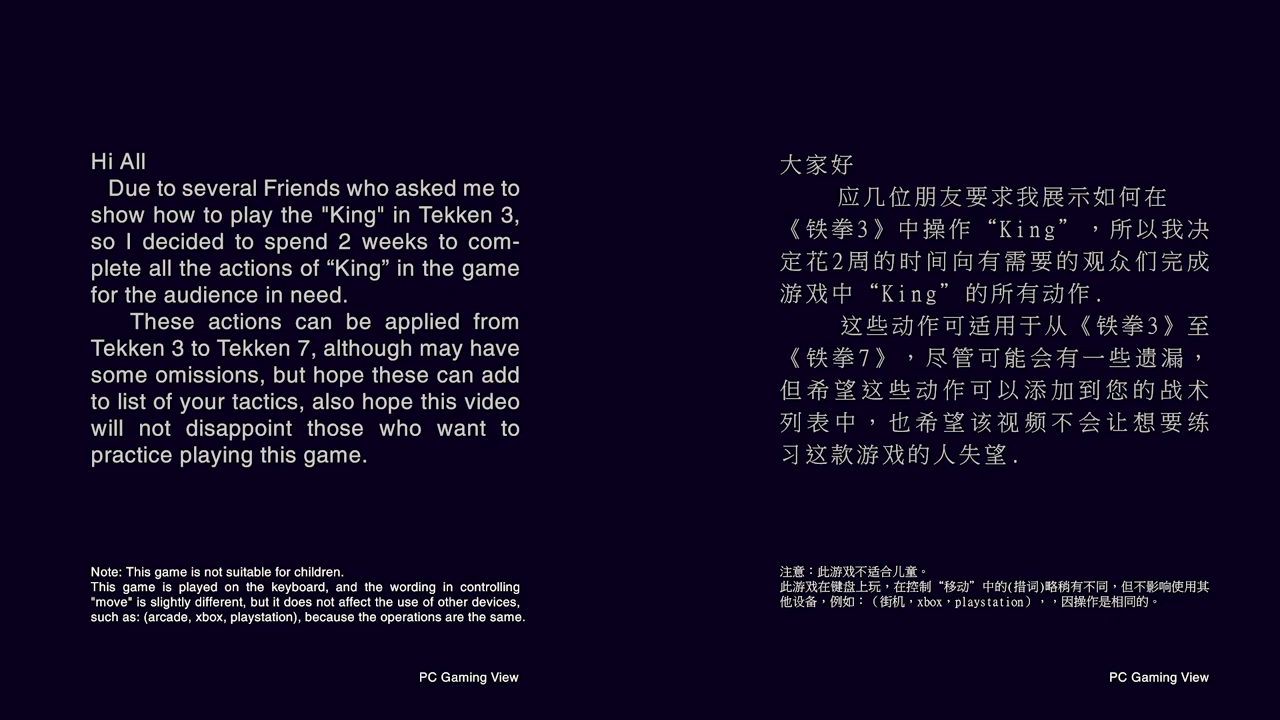 Hi All
Due to several Friends who asked me to
show how to play the "King" in Tekken 3,
so I decided to spend 2 weeks to com-
plete all the actions of “King” in the game
for the audience in need.
These actions can be applied from
Tekken 3 to Tekken 7, although may have
some omissions, but hope these can add
to list of your tactics, also hope this video
will not disappoint those who want to
practice playing this game.
Note: This game is not suitable for children.
This game is played on the keyboard, and the wording in controlling
"move" is slightly different, but it does not affect the use of other devices,
such as: (arcade, xbox, playstation), because the operations are the same.
PC Gaming View
大家好
应几位朋友要求我展示如何在
《铁拳3》中操作“King”，所以我决
定花2周的时间向有需要的观众们完成
游戏中“King”的所有动作.
这些动作可适用于从《铁拳3》至
《铁拳7》，尽管可能会有一些遗漏，
但希望这些动作可以添加到您的战术
列表中，也希望该视频不会让想要练
习这款游戏的人失望.
注意：此游戏不适合儿童。
此游戏在键盘上玩，在控制“移动”中的(措词)略稍有不同，但不影响使用其
他设备，例如：（街机，xbox，playstation），，因操作是相同的。
PC Gaming View